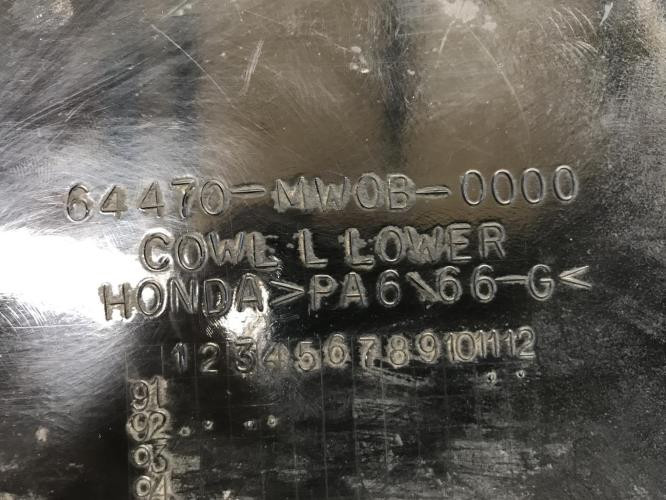 64470-MW0B-0000
COWL L LOWER
HONDA>PA6\66-G<
1 2 3 4 5 6 7 8 9 10 11 12
91
92
93
94